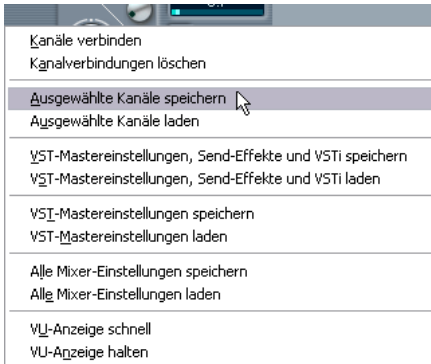 Kanäle verbinden
Kanalverbindungen löschen
Ausgewählte Kanäle speichern
Ausgewählte Kanäle laden
VST-Mastereinstellungen, Send-Effekte und VSTi speichern
VST-Mastereinstellungen, Send-Effekte und VSTi laden
VST-Mastereinstellungen speichern
VST-Mastereinstellungen laden
Alle Mixer-Einstellungen speichern
Alle Mixer-Einstellungen laden
VU-Anzeige schnell
VU-Anzeige halten